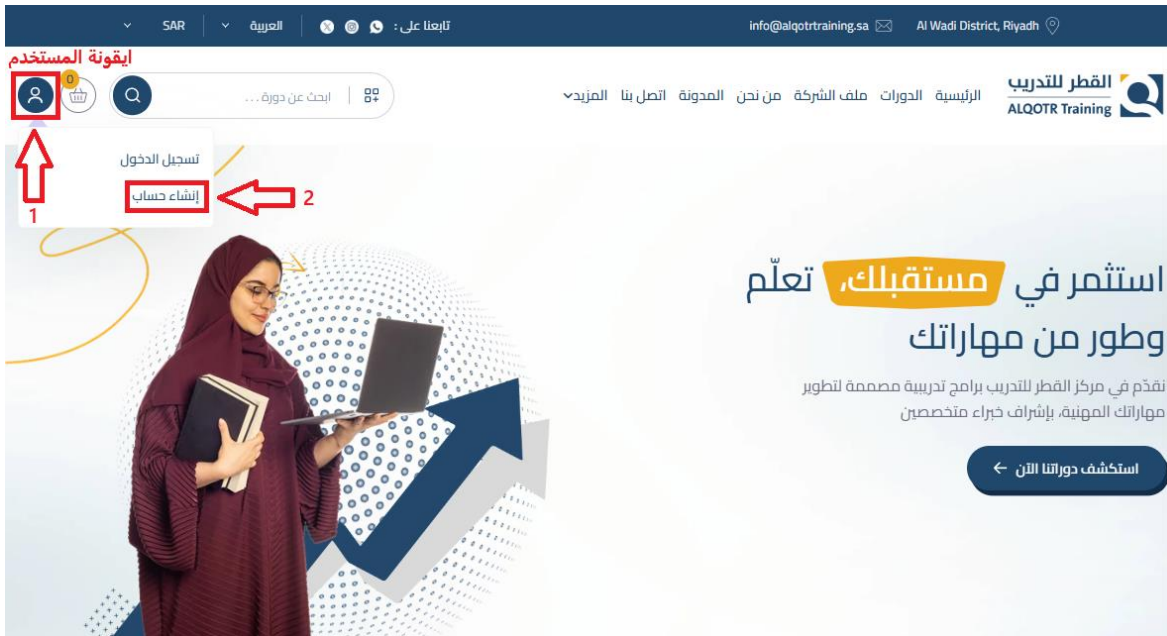 Al Wadi District, Riyadh
info@alqotrtraining.sa
تابعنا على :
العربية
SAR
ايقونة المستخدم
القطر للتدريب
ALQOTR Training
الرئيسية الدورات ملف الشركة من نحن المدونة اتصل بنا المزيد
ابحث عن دورة . . .
0
تسجيل الدخول
إنشاء حساب
2
1
استثمر في مستقبلك، تعلّم
وطور من مهاراتك
نقدّم في مركز القطر للتدريب برامج تدريبية مصممة لتطوير
مهاراتك المهنية، بإشراف خبراء متخصصين
استكشف دوراتنا الآن ←